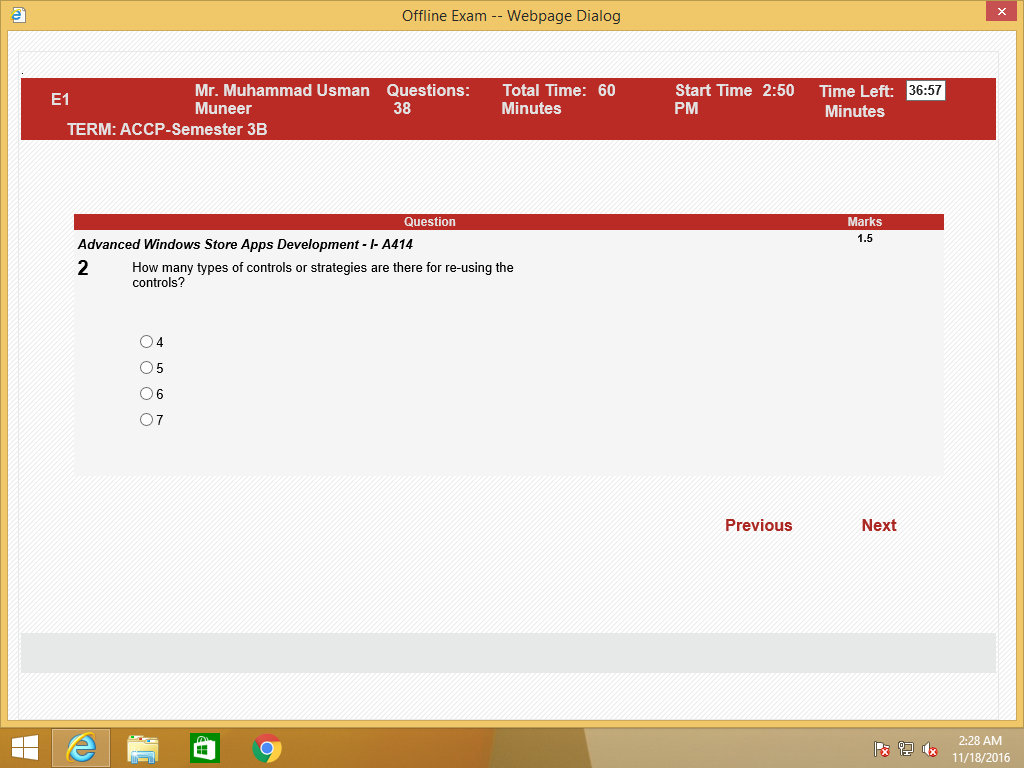 Offline Exam -- Webpage Dialog
.
E1
Mr. Muhammad Usman
Muneer
Questions:
38
Total Time: 60
Minutes
Start Time 2:50
PM
Time Left: 36:57
Minutes
TERM: ACCP-Semester 3B
Question Marks
Advanced Windows Store Apps Development - I- A414 1.5
2 How many types of controls or strategies are there for re-using the
controls?
4
5
6
7
Previous Next
2:28 AM
11/18/2016